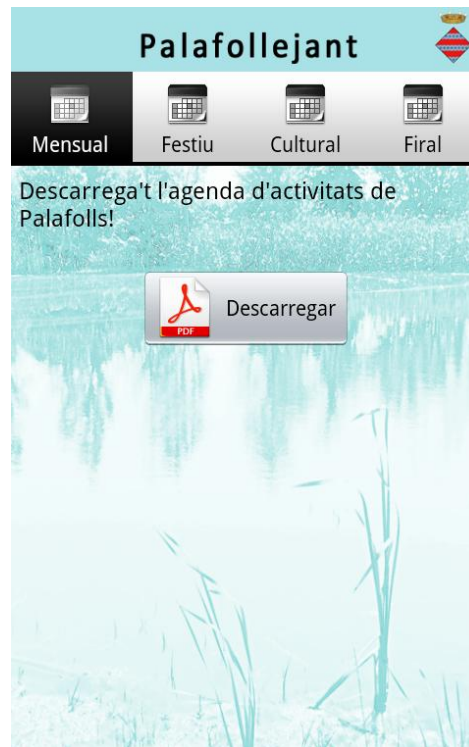 Palafollejant
Mensual Festiu Cultural Firal
Descarrega't l'agenda d'activitats de
Palafolls!
PDF Descarregar